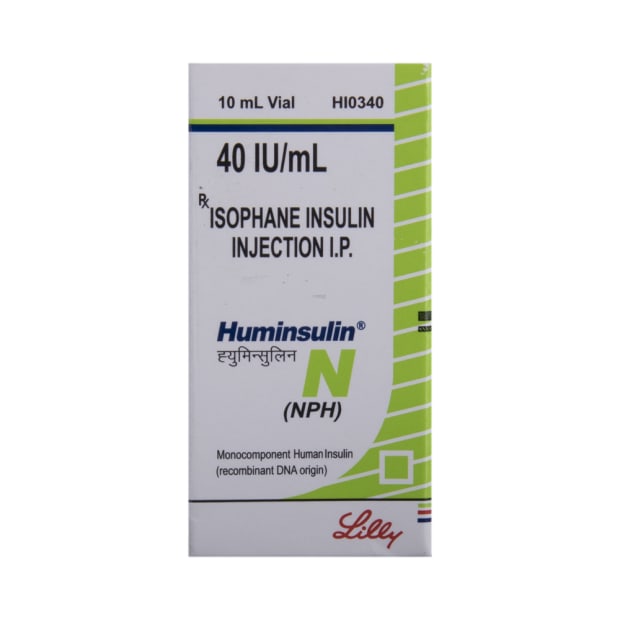 10 mL Vial HI0340
40 IU/mL
Rx
ISOPHANE INSULIN
INJECTION I.P.
Huminsulin®
ह्युमिन्सुलिन
N
(NPH)
Monocomponent Human Insulin
(recombinant DNA origin)
Lilly